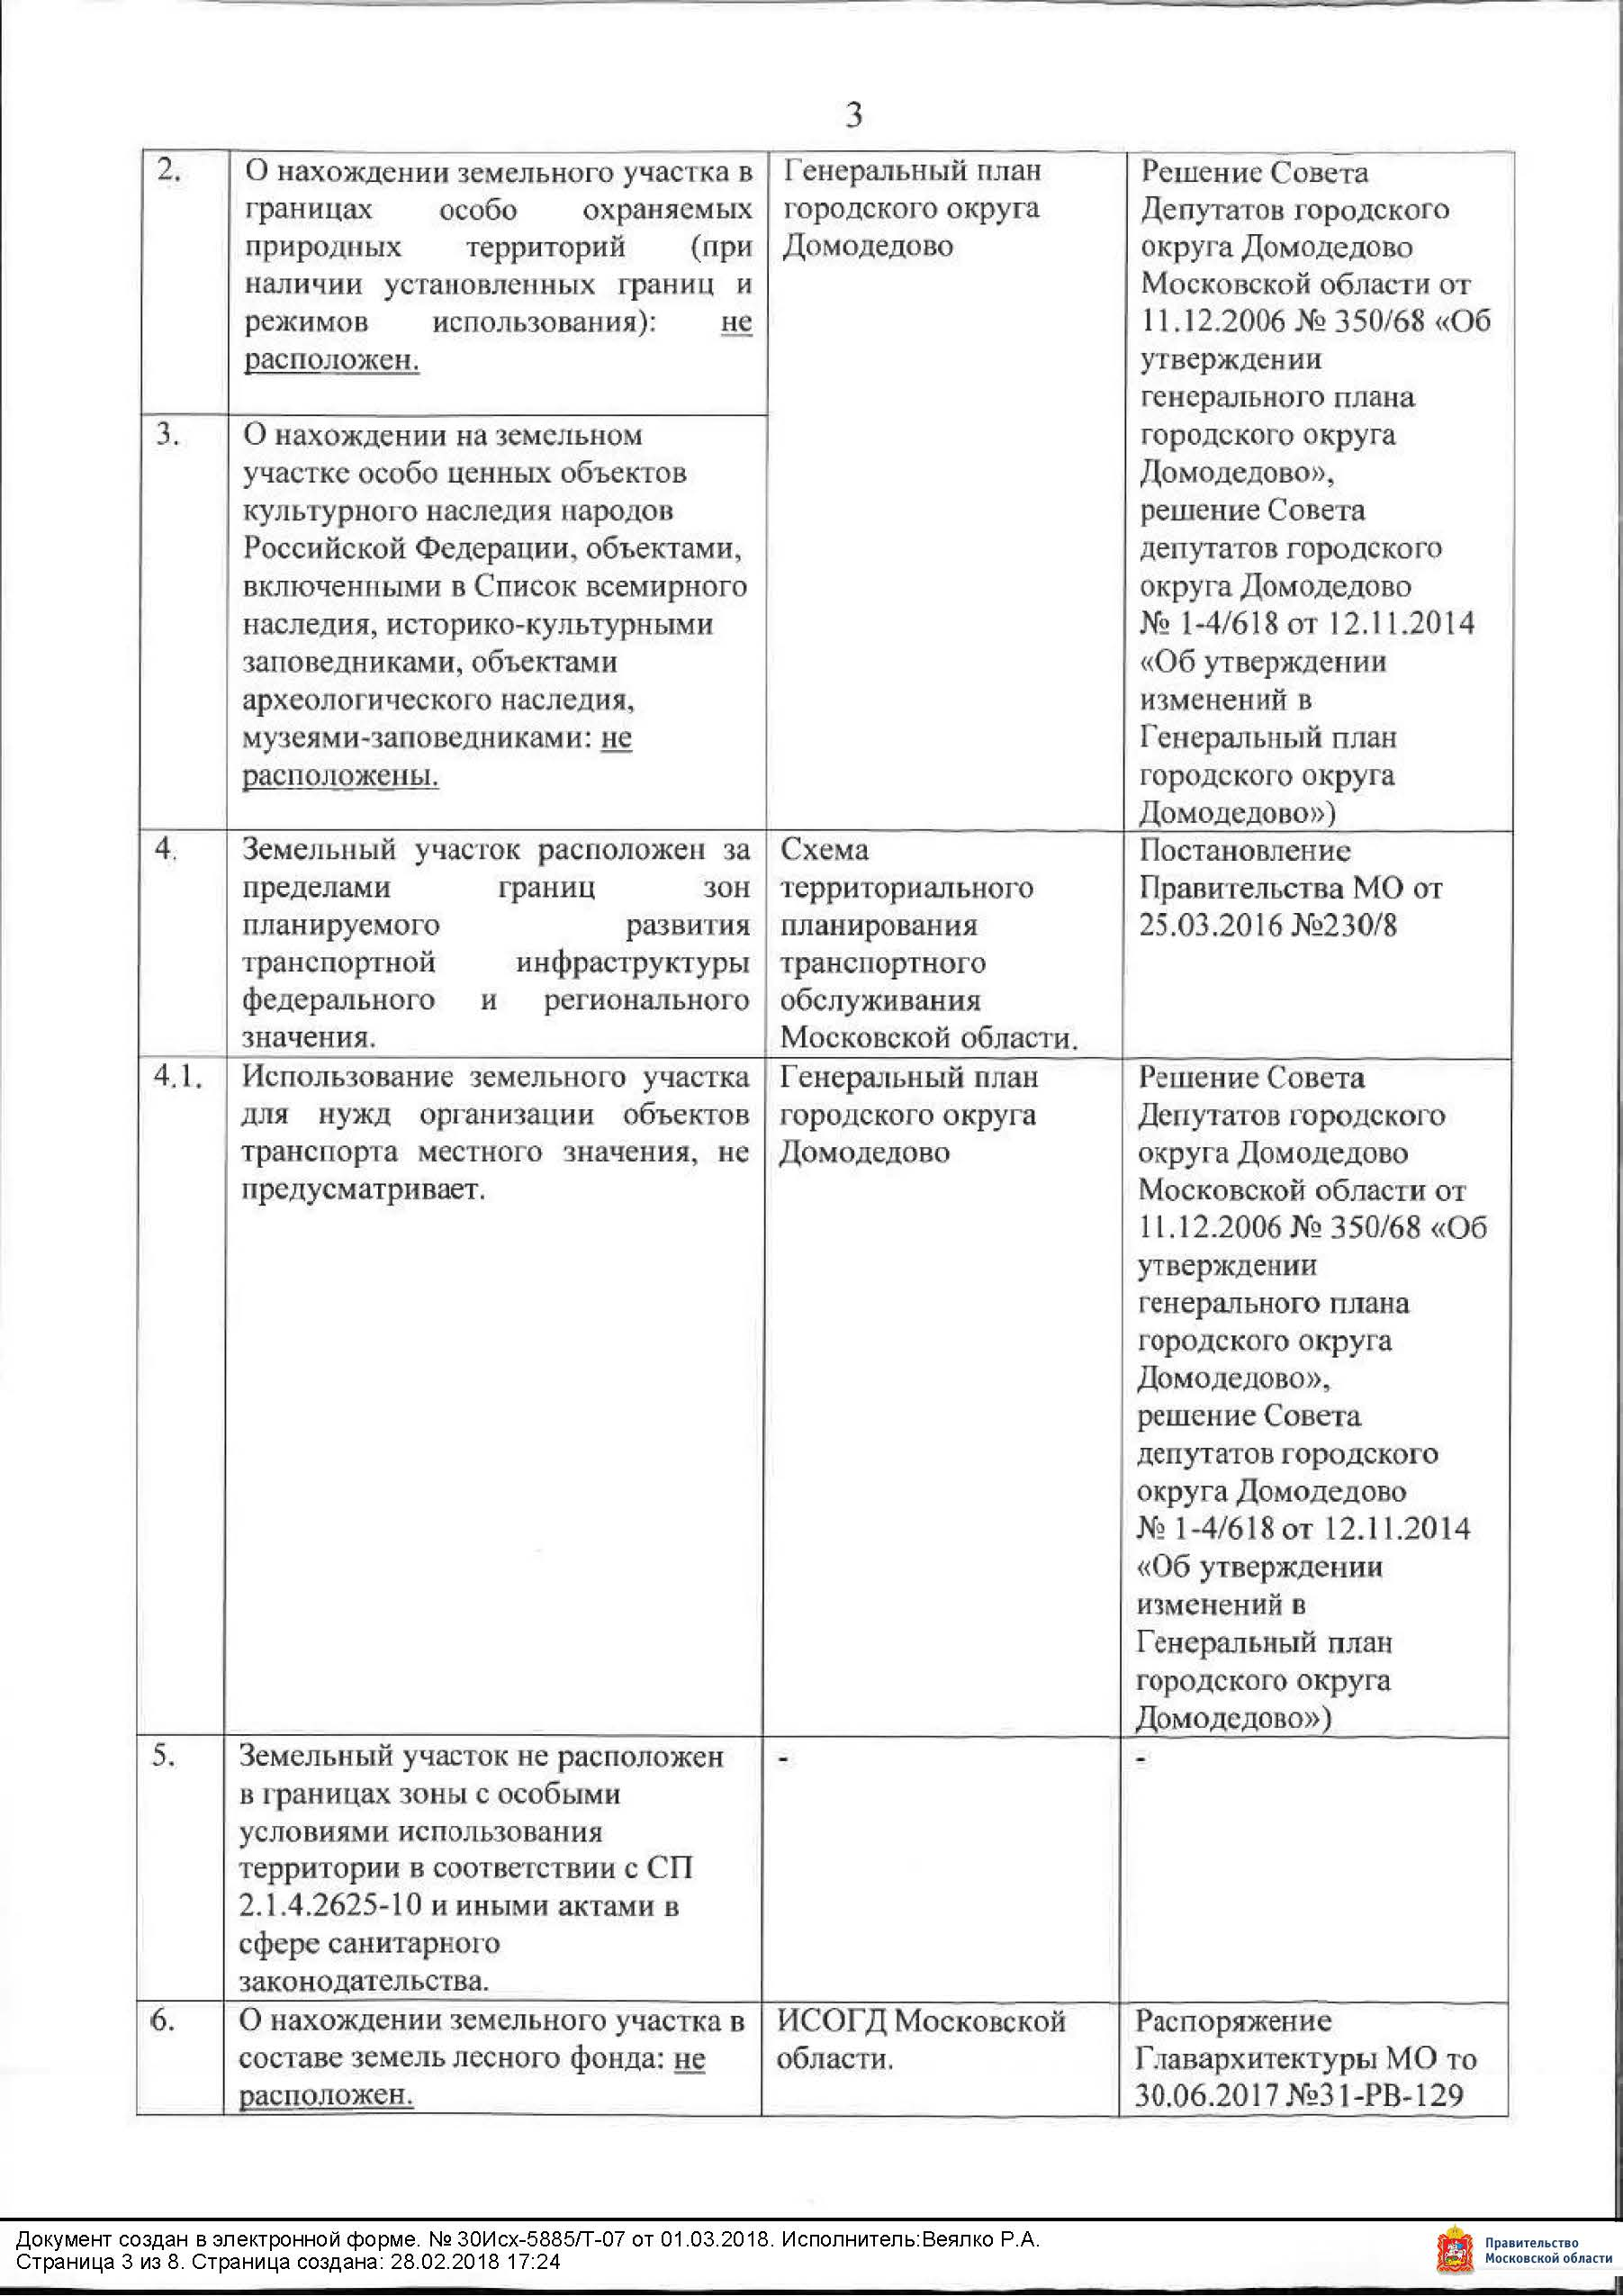 3
2.
О нахождении земельного участка в
границах особо охраняемых
природных территорий (при
наличии установленных границ и
режимов использования): не
расположен.
Генеральный план
городского округа
Домодедово
Решение Совета
Депутатов городского
округа Домодедово
Московской области от
11.12.2006 № 350/68 «Об
утверждении
генерального плана
городского округа
Домодедово»,
решение Совета
депутатов городского
округа Домодедово
№ 1-4/618 от 12.11.2014
«Об утверждении
изменений в
Генеральный план
городского округа
Домодедово»)
3.
О нахождении на земельном
участке особо ценных объектов
культурного наследия народов
Российской Федерации, объектами,
включенными в Список всемирного
наследия, историко-культурными
заповедниками, объектами
археологического наследия,
музеями-заповедниками: не
расположены.
4.
Земельный участок расположен за
пределами границ зон
планируемого развития
транспортной инфраструктуры
федерального и регионального
значения.
Схема
территориального
планирования
транспортного
обслуживания
Московской области.
Постановление
Правительства МО от
25.03.2016 №230/8
4.1.
Использование земельного участка
для нужд организации объектов
транспорта местного значения, не
предусматривает.
Генеральный план
городского округа
Домодедово
Решение Совета
Депутатов городского
округа Домодедово
Московской области от
11.12.2006 № 350/68 «Об
утверждении
генерального плана
городского округа
Домодедово»,
решение Совета
депутатов городского
округа Домодедово
№ 1-4/618 от 12.11.2014
«Об утверждении
изменений в
Генеральный план
городского округа
Домодедово»)
5.
Земельный участок не расположен
в границах зоны с особыми
условиями использования
территории в соответствии с СП
2.1.4.2625-10 и иными актами в
сфере санитарного
законодательства.
-
-
6.
О нахождении земельного участка в
составе земель лесного фонда: не
расположен.
ИСОГД Московской
области.
Распоряжение
Главархитектуры МО то
30.06.2017 №31-РВ-129
Документ создан в электронной форме. № 30Исх-5885/Т-07 от 01.03.2018. Исполнитель:Веялко Р.А.
Страница 3 из 8. Страница создана: 28.02.2018 17:24
Правительство
Московской области